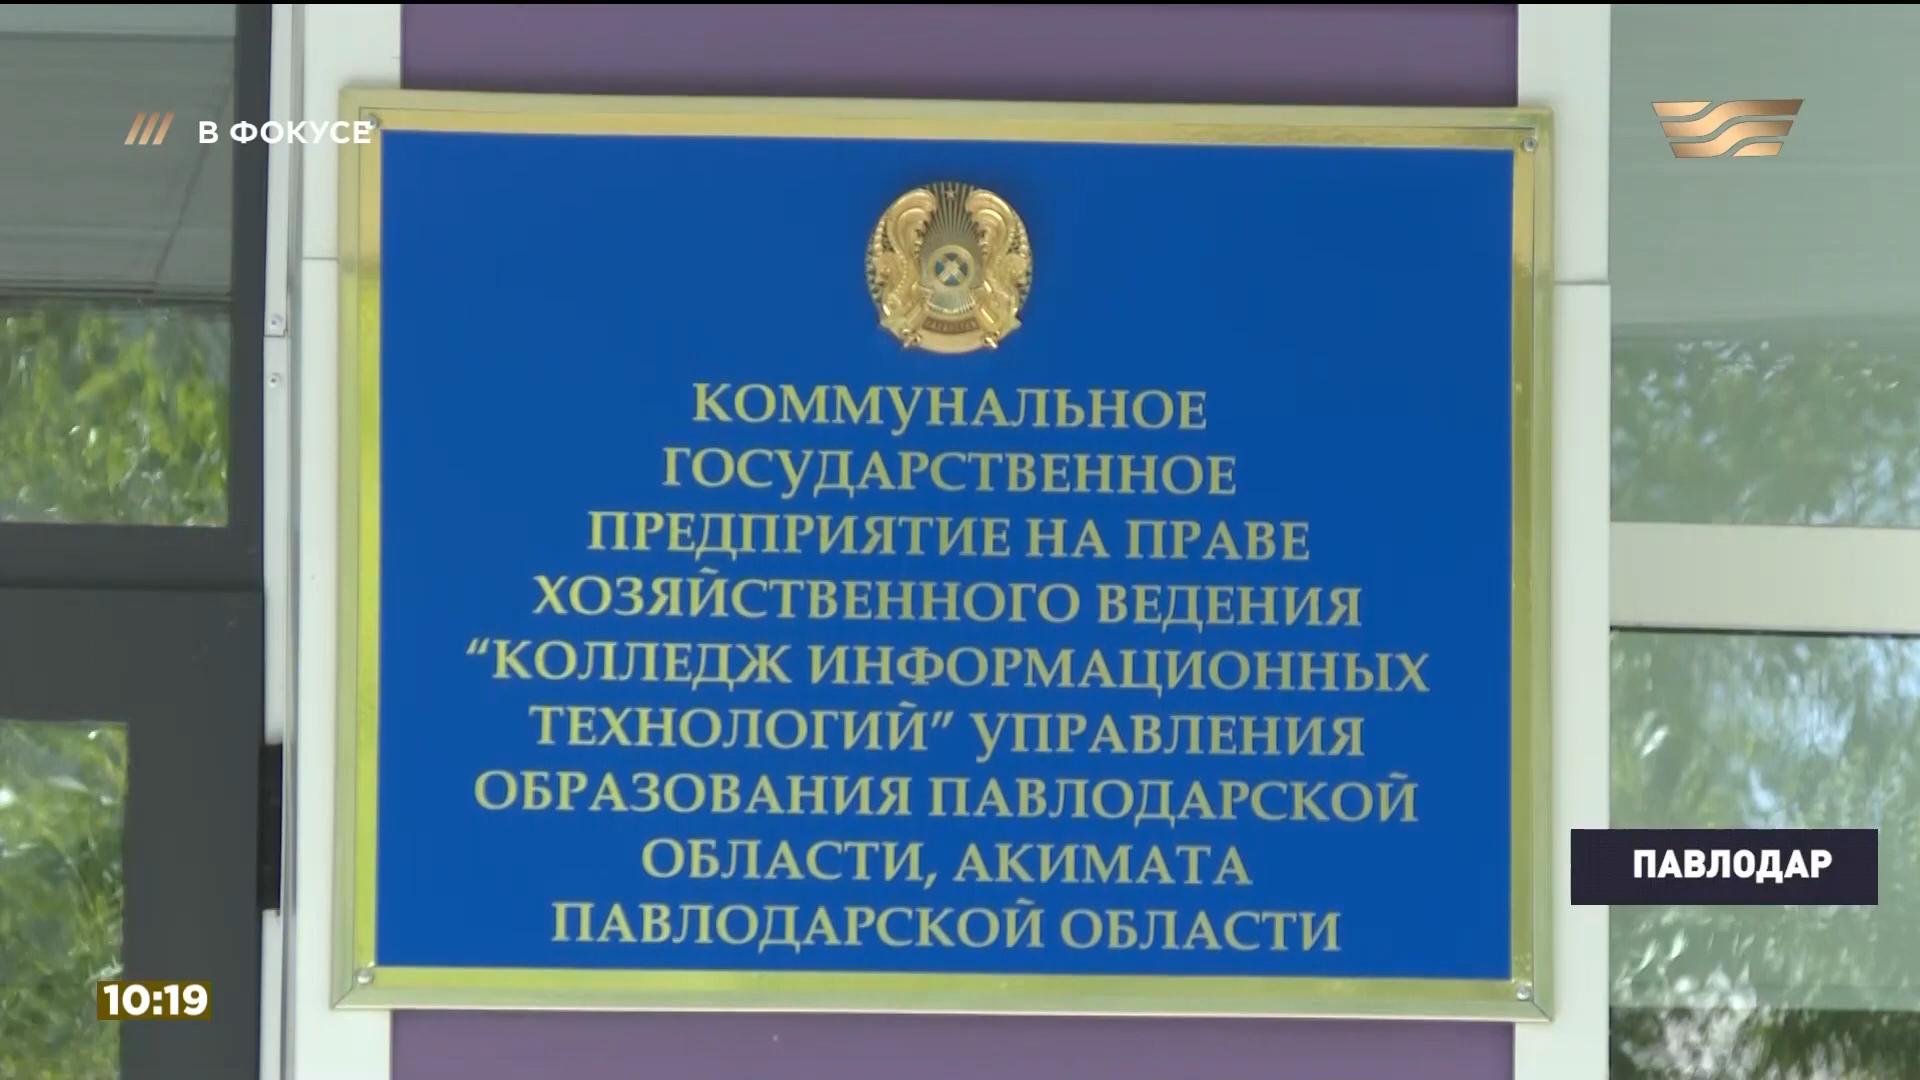 В ФОКУСЕ
КОММУНАЛЬНОЕ
ГОСУДАРСТВЕННОЕ
ПРЕДПРИЯТИЕ НА ПРАВЕ
ХОЗЯЙСТВЕННОГО ВЕДЕНИЯ
“КОЛЛЕДЖ ИНФОРМАЦИОННЫХ
ТЕХНОЛОГИЙ” УПРАВЛЕНИЯ
ОБРАЗОВАНИЯ ПАВЛОДАРСКОЙ
ОБЛАСТИ, АКИМАТА
ПАВЛОДАРСКОЙ ОБЛАСТИ
ПАВЛОДАР
10:19